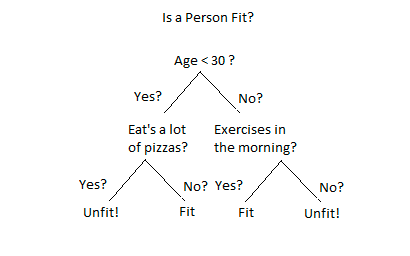 Is a Person Fit?
Age < 30 ?
Yes?
No?
Eat's a lot
of pizzas?
Exercises in
the morning?
Yes?
No?
Yes?
No?
Unfit!
Fit
Fit
Unfit!